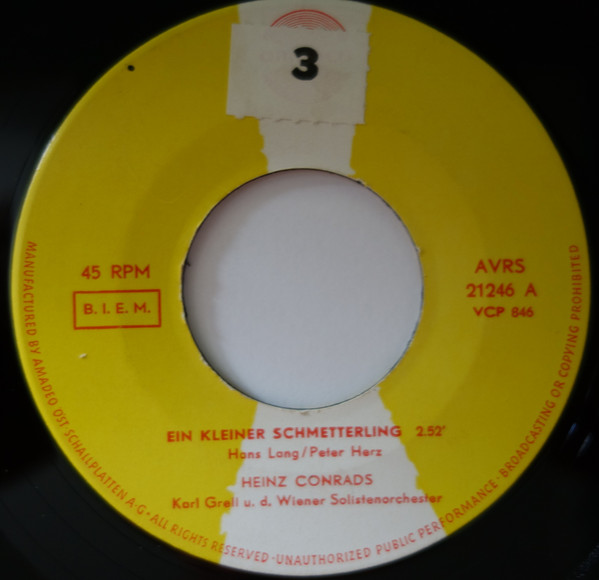 3
45 RPM
B. I. E. M.
AVRS
21246 A
VCP 846
EIN KLEINER SCHMETTERLING 2.52'
Hans Lang/Peter Herz
HEINZ CONRADS
Karl Grell u. d. Wiener Solistenorchester
MANUFACTURED BY AMADEO ÖST SCHALLPLATTEN A·G·ALL RIGHTS RESERVED·UNAUTHORIZED PUBLIC PERFORMANCE·BROADCASTING OR COPYING PROHIBITED